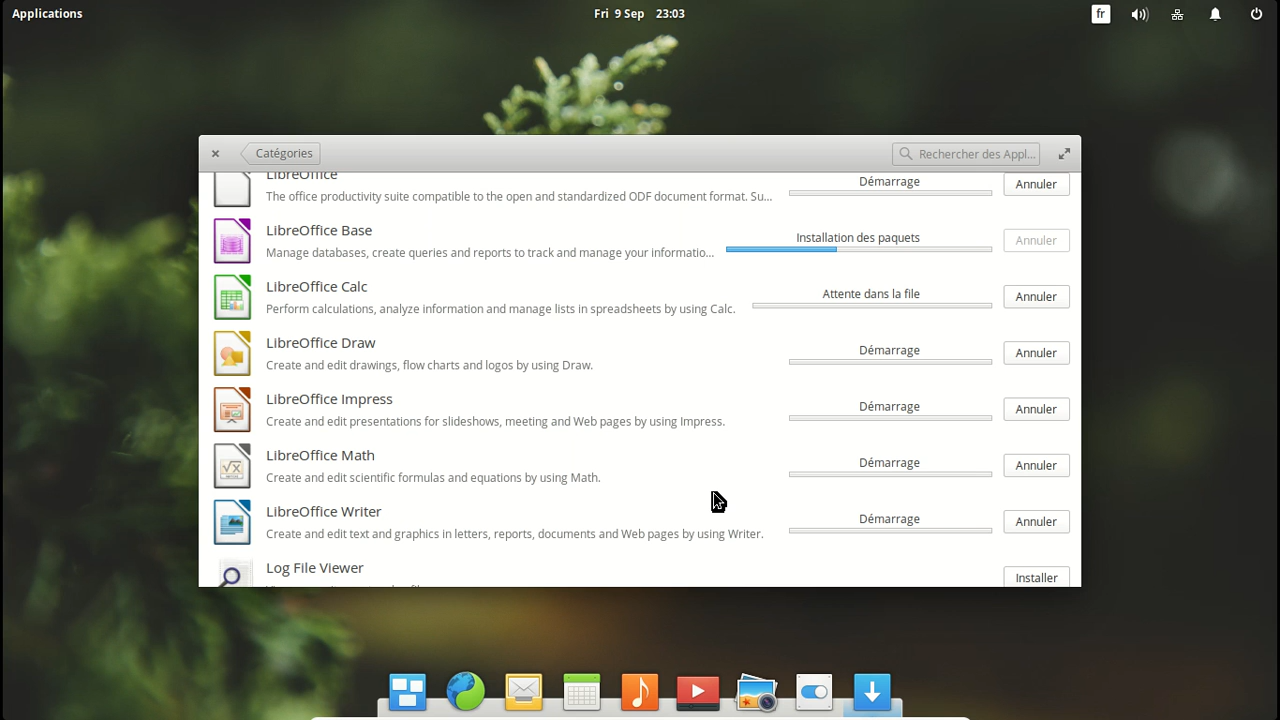 Applications
Fri 9 Sep 23:03
fr
Catégories
Rechercher des Appl...
LibreOffice
Démarrage
Annuler
The office productivity suite compatible to the open and standardized ODF document format. Su...
LibreOffice Base
Installation des paquets
Annuler
Manage databases, create queries and reports to track and manage your informatio...
LibreOffice Calc
Attente dans la file
Annuler
Perform calculations, analyze information and manage lists in spreadsheets by using Calc.
LibreOffice Draw
Démarrage
Annuler
Create and edit drawings, flow charts and logos by using Draw.
LibreOffice Impress
Démarrage
Annuler
Create and edit presentations for slideshows, meeting and Web pages by using Impress.
LibreOffice Math
Démarrage
Annuler
Create and edit scientific formulas and equations by using Math.
LibreOffice Writer
Démarrage
Annuler
Create and edit text and graphics in letters, reports, documents and Web pages by using Writer.
Log File Viewer
Installer